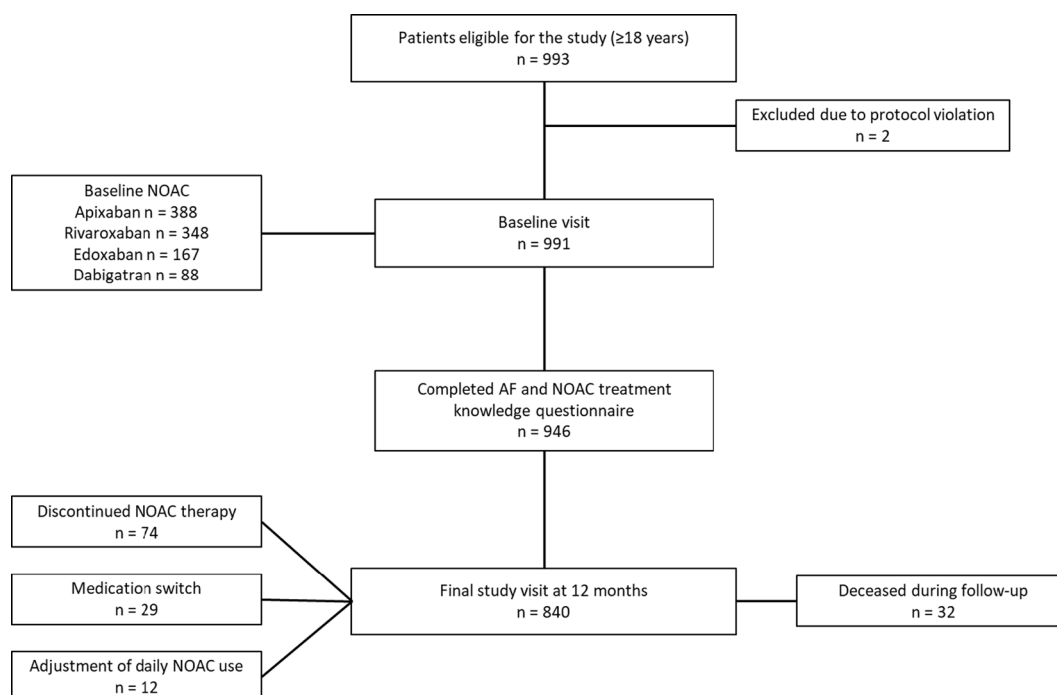 Patients eligible for the study (≥18 years)
n = 993
Excluded due to protocol violation
n = 2
Baseline NOAC
Apixaban n = 388
Rivaroxaban n = 348
Edoxaban n = 167
Dabigatran n = 88
Baseline visit
n = 991
Completed AF and NOAC treatment
knowledge questionnaire
n = 946
Discontinued NOAC therapy
n = 74
Medication switch
n = 29
Adjustment of daily NOAC use
n = 12
Final study visit at 12 months
n = 840
Deceased during follow-up
n = 32